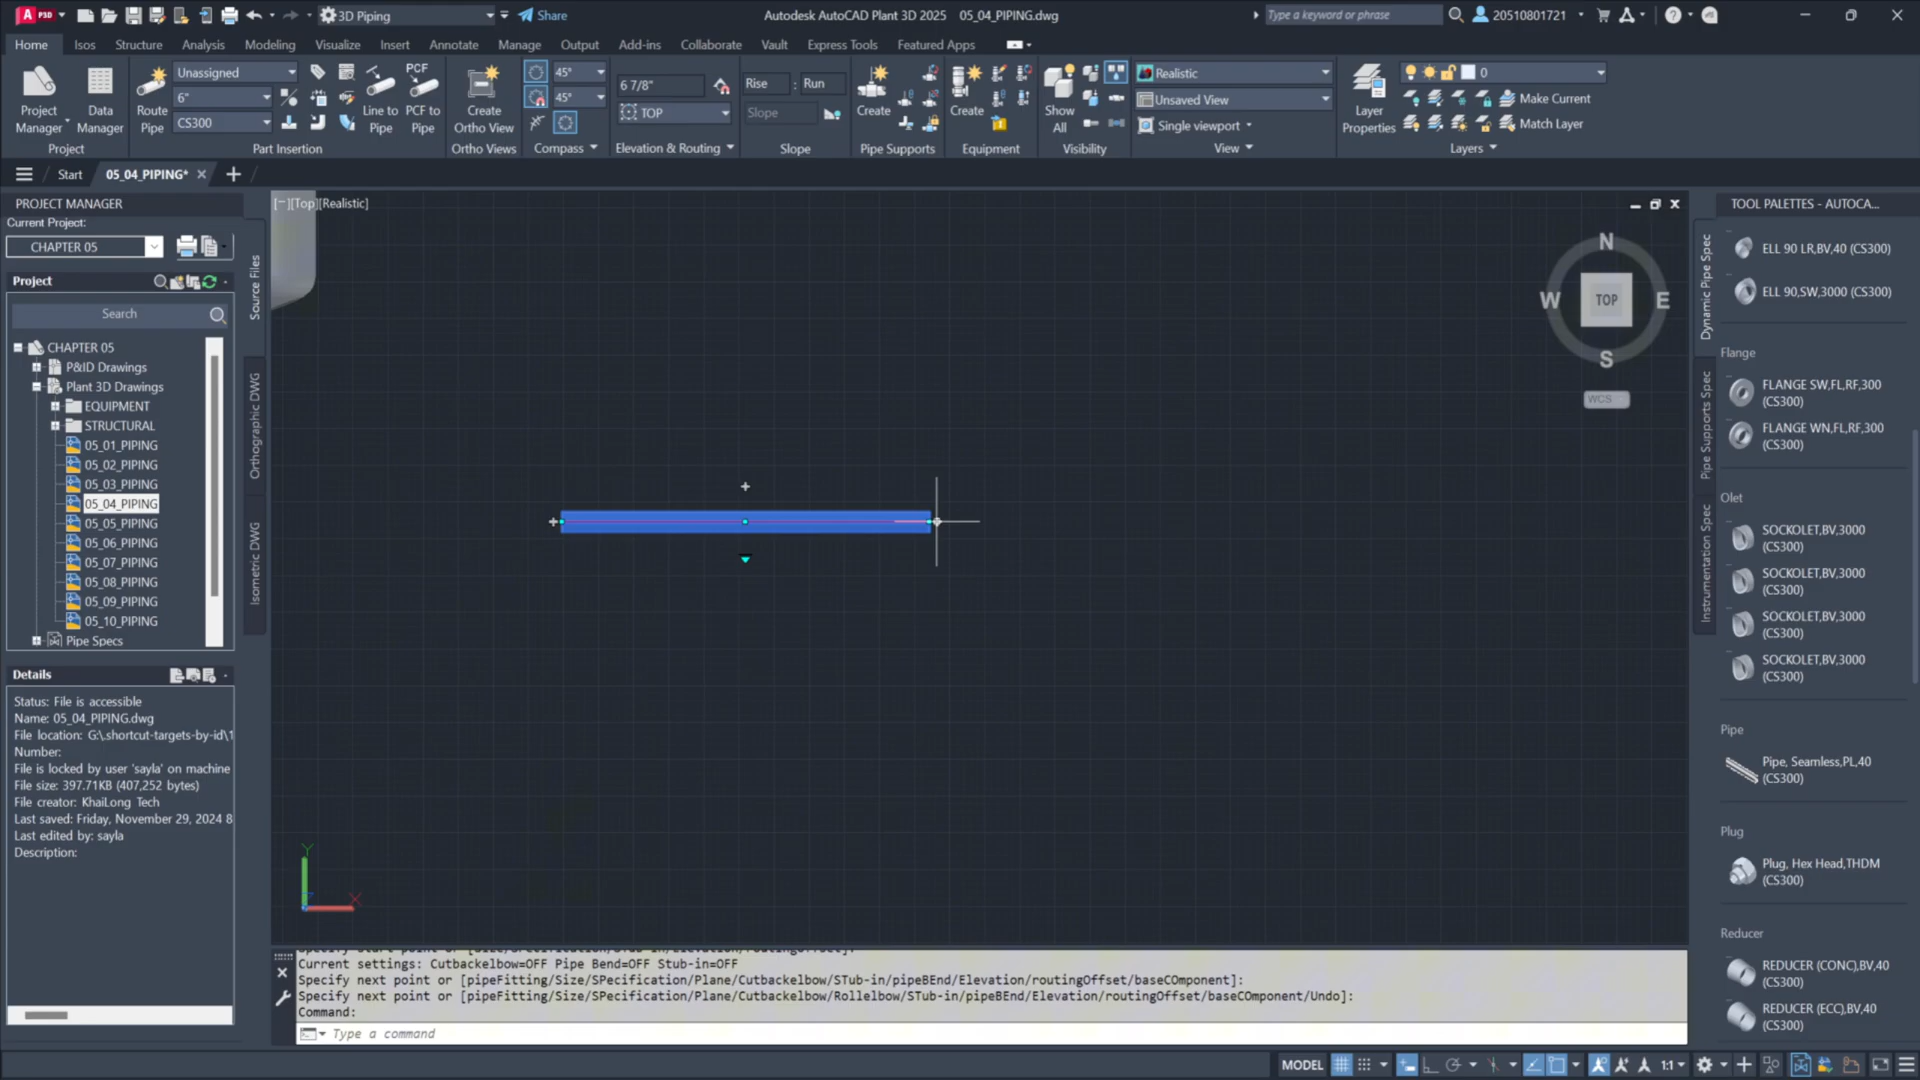 P3D
3D Piping
Share
Autodesk AutoCAD Plant 3D 2025 05_04_PIPING.dwg
Type a keyword or phrase
20510801721
Home
Isos
Structure
Analysis
Modeling
Visualize
Insert
Annotate
Manage
Output
Add-ins
Collaborate
Vault
Express Tools
Featured Apps
Project
Manager
Data
Manager
Project
Route
Pipe
Unassigned
6"
CS300
Line to
Pipe
PCF
PCF to
Pipe
Part Insertion
Create
Ortho View
Ortho Views
45°
45°
Compass
6 7/8"
TOP
Elevation & Routing
Rise : Run
Slope
Slope
Create
Pipe Supports
Create
Equipment
Show
All
Visibility
Realistic
Unsaved View
Single viewport
View
Layer
Properties
0
Make Current
Match Layer
Layers
Start
05_04_PIPING*
PROJECT MANAGER
Current Project:
CHAPTER 05
Project
Search
CHAPTER 05
P&ID Drawings
Plant 3D Drawings
EQUIPMENT
STRUCTURAL
05_01_PIPING
05_02_PIPING
05_03_PIPING
05_04_PIPING
05_05_PIPING
05_06_PIPING
05_07_PIPING
05_08_PIPING
05_09_PIPING
05_10_PIPING
Pipe Specs
Source Files
Orthographic DWG
Isometric DWG
Details
Status: File is accessible
Name: 05_04_PIPING.dwg
File location: G:\.shortcut-targets-by-id\1
Number:
File is locked by user 'sayla' on machine
File size: 397.71KB (407,252 bytes)
File creator: KhaiLong Tech
Last saved: Friday, November 29, 2024 8
Last edited by: sayla
Description:
[−][Top][Realistic]
N
W
TOP
E
S
WCS
Y
X
Specify start point or [Size/SPecification/STub-in/Elevation/routingOffset]:
Current settings: Cutbackelbow=OFF Pipe Bend=OFF Stub-in=OFF
Specify next point or [pipeFitting/Size/SPecification/Plane/Cutbackelbow/STub-in/pipeBEnd/Elevation/routingOffset/baseCOmponent]:
Specify next point or [pipeFitting/Size/SPecification/Plane/Cutbackelbow/Rollelbow/STub-in/pipeBEnd/Elevation/routingOffset/baseCOmponent/Undo]:
Command:
Type a command
TOOL PALETTES - AUTOCA...
Dynamic Pipe Spec
Pipe Supports Spec
Instrumentation Spec
ELL 90 LR,BV,40 (CS300)
ELL 90,SW,3000 (CS300)
Flange
FLANGE SW,FL,RF,300
(CS300)
FLANGE WN,FL,RF,300
(CS300)
Olet
SOCKOLET,BV,3000
(CS300)
SOCKOLET,BV,3000
(CS300)
SOCKOLET,BV,3000
(CS300)
SOCKOLET,BV,3000
(CS300)
Pipe
Pipe, Seamless,PL,40
(CS300)
Plug
Plug, Hex Head,THDM
(CS300)
Reducer
REDUCER (CONC),BV,40
(CS300)
REDUCER (ECC),BV,40
(CS300)
MODEL
1:1